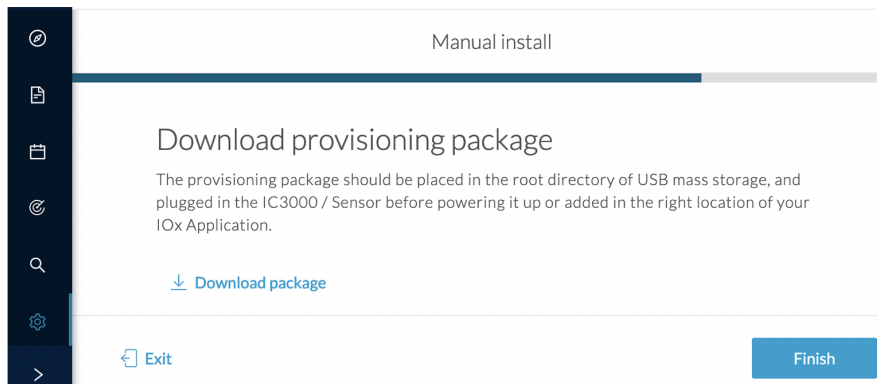 Manual install
Download provisioning package
The provisioning package should be placed in the root directory of USB mass storage, and
plugged in the IC3000 / Sensor before powering it up or added in the right location of your
IOx Application.
Download package
Exit
Finish